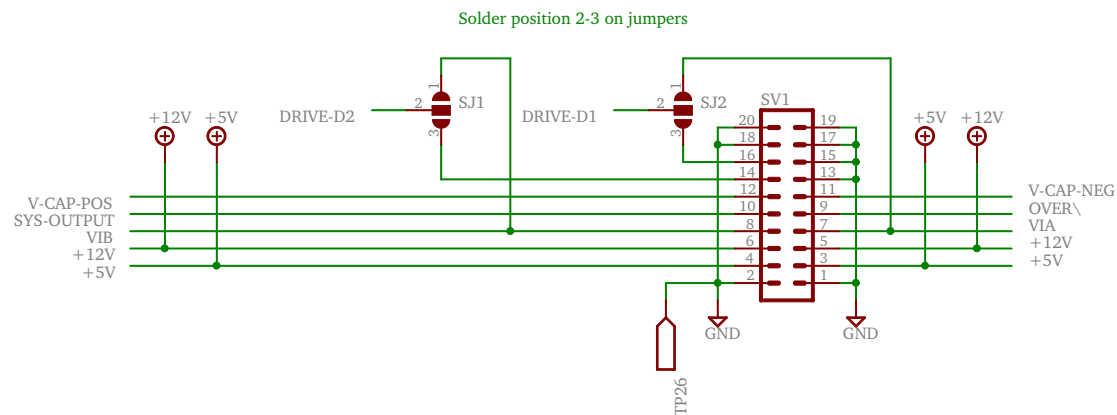 Solder position 2-3 on jumpers
1
2
3
SJ1
DRIVE-D2
1
2
3
SJ2
DRIVE-D1
SV1
+12V
+5V
+5V
+12V
20 19
18 17
16 15
14 13
12 11
10 9
8 7
6 5
4 3
2 1
V-CAP-POS
SYS-OUTPUT
VIB
+12V
+5V
V-CAP-NEG
OVER\
VIA
+12V
+5V
GND
GND
TP26